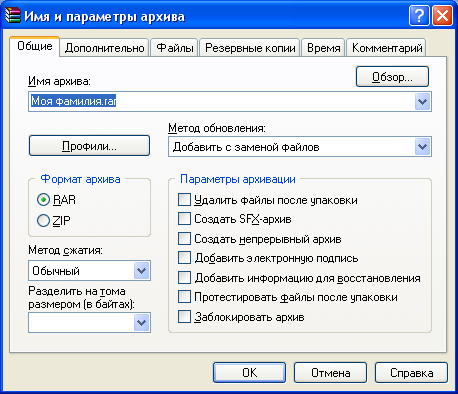 Имя и параметры архива
Общие Дополнительно Файлы Резервные копии Время Комментарий
Имя архива:
Обзор...
Моя Фамилия.rar
Метод обновления:
Профили...
Добавить с заменой файлов
Формат архива
RAR
ZIP
Метод сжатия:
Обычный
Разделить на тома
размером (в байтах):
Параметры архивации
Удалить файлы после упаковки
Создать SFX-архив
Создать непрерывный архив
Добавить электронную подпись
Добавить информацию для восстановления
Протестировать файлы после упаковки
Заблокировать архив
OK Отмена Справка